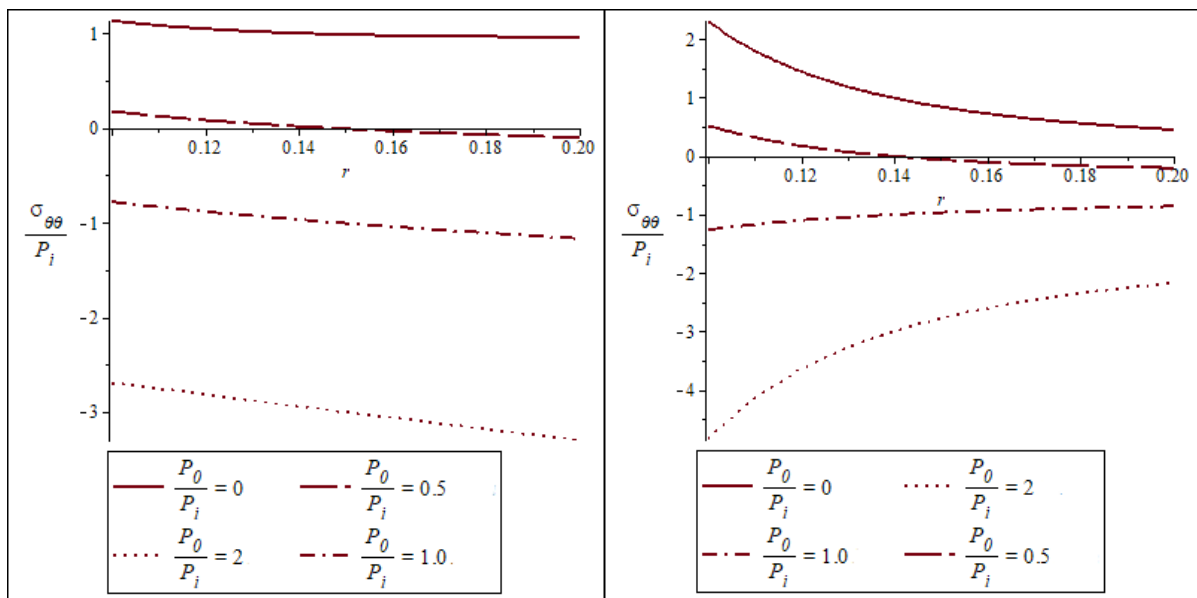 1
0
0.12 0.14 0.16 0.18 0.20
r
σθθ
Pi
-1
-2
-3
P0/Pi = 0
P0/Pi = 0.5
P0/Pi = 2
P0/Pi = 1.0.
2
1
0
0.12 0.14 0.16 0.18 0.20
r
σθθ
Pi
-1
-2
-3
-4
P0/Pi = 0
P0/Pi = 2
P0/Pi = 1.0.
P0/Pi = 0.5